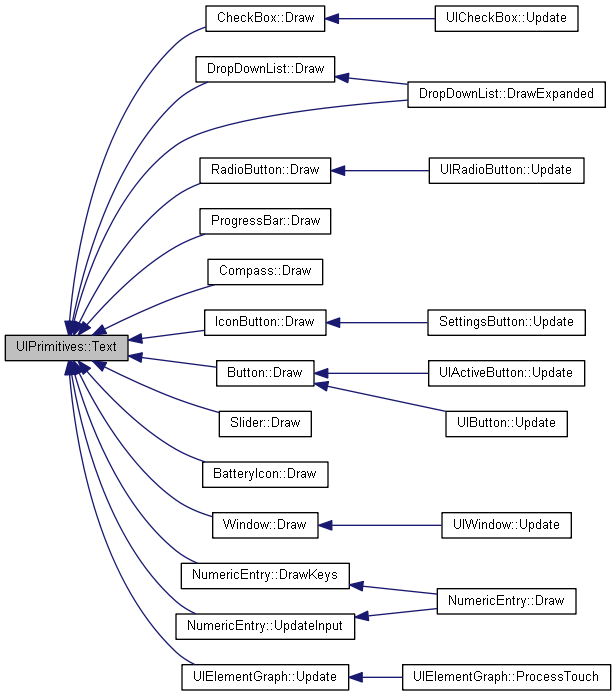 CheckBox::Draw
UICheckBox::Update
DropDownList::Draw
DropDownList::DrawExpanded
RadioButton::Draw
UIRadioButton::Update
ProgressBar::Draw
Compass::Draw
IconButton::Draw
SettingsButton::Update
UIPrimitives::Text
Button::Draw
UIActiveButton::Update
Slider::Draw
UIButton::Update
BatteryIcon::Draw
Window::Draw
UIWindow::Update
NumericEntry::DrawKeys
NumericEntry::Draw
NumericEntry::UpdateInput
UIElementGraph::Update
UIElementGraph::ProcessTouch